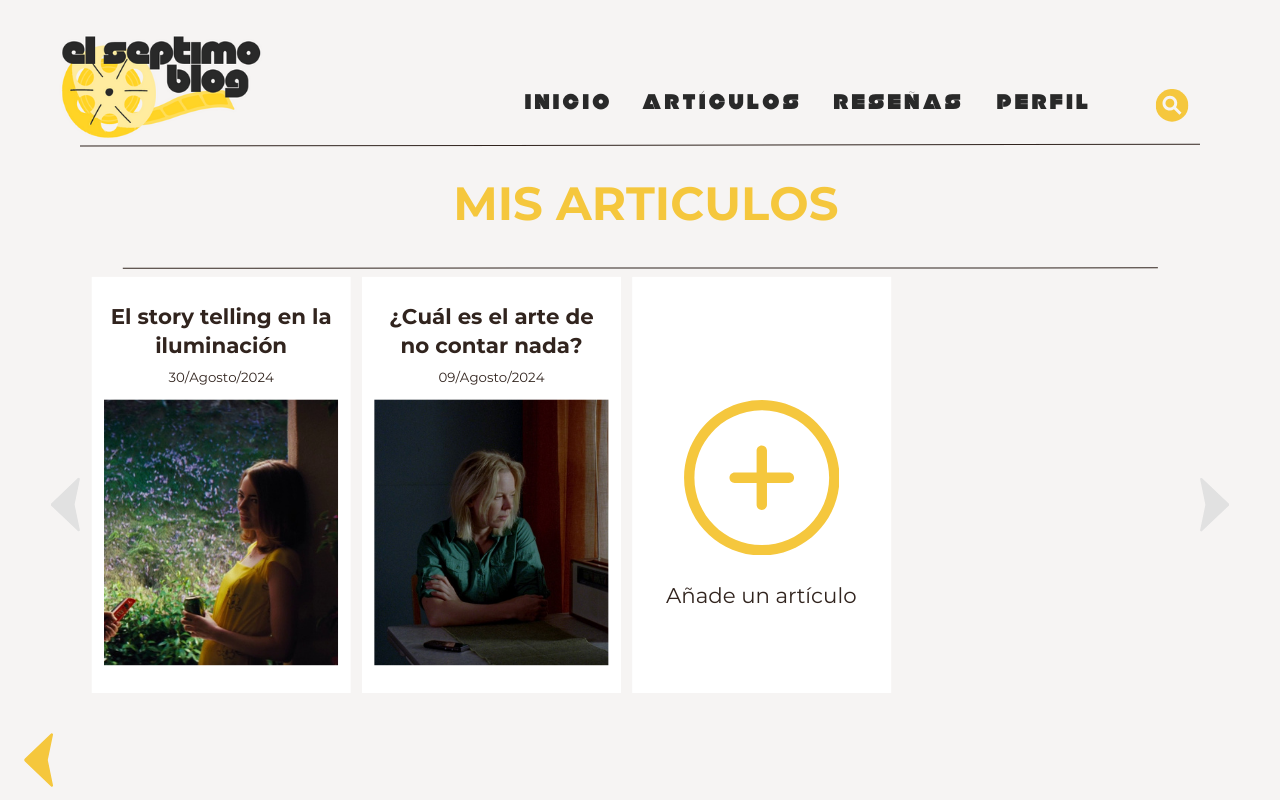 el septimo
blog
INICIO ARTÍCULOS RESEÑAS PERFIL
MIS ARTICULOS
El story telling en la
iluminación
30/Agosto/2024
¿Cuál es el arte de
no contar nada?
09/Agosto/2024
Añade un artículo